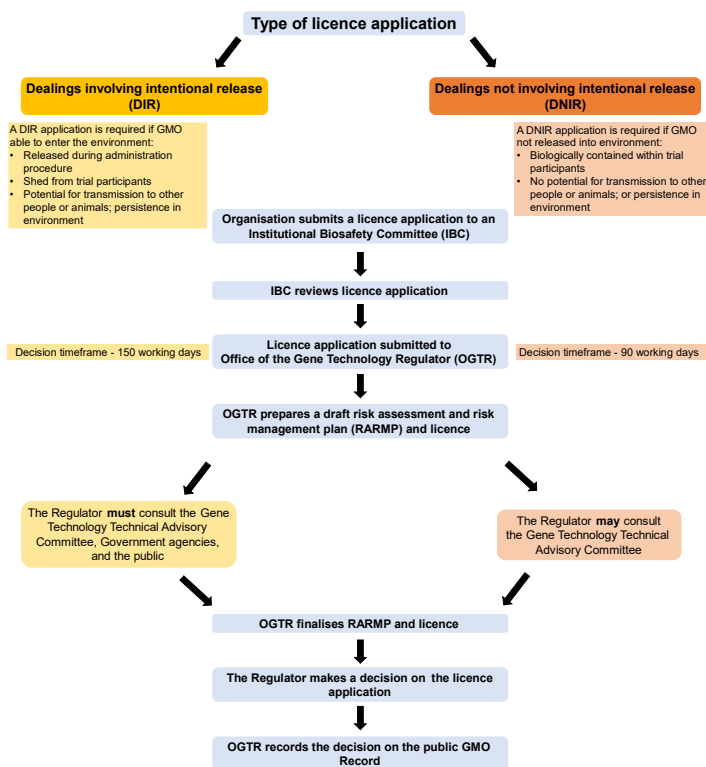 Type of licence application
Dealings involving intentional release
(DIR)
Dealings not involving intentional release
(DNIR)
A DIR application is required if GMO
able to enter the environment:
• Released during administration
procedure
• Shed from trial participants
• Potential for transmission to other
people or animals; persistence in
environment
A DNIR application is required if GMO
not released into environment:
• Biologically contained within trial
participants
• No potential for transmission to other
people or animals; or persistence in
environment
Organisation submits a licence application to an
Institutional Biosafety Committee (IBC)
IBC reviews licence application
Decision timeframe - 150 working days
Licence application submitted to
Office of the Gene Technology Regulator (OGTR)
Decision timeframe - 90 working days
OGTR prepares a draft risk assessment and risk
management plan (RARMP) and licence
The Regulator must consult the Gene
Technology Technical Advisory
Committee, Government agencies,
and the public
The Regulator may consult
the Gene Technology Technical
Advisory Committee
OGTR finalises RARMP and licence
The Regulator makes a decision on the licence
application
OGTR records the decision on the public GMO
Record